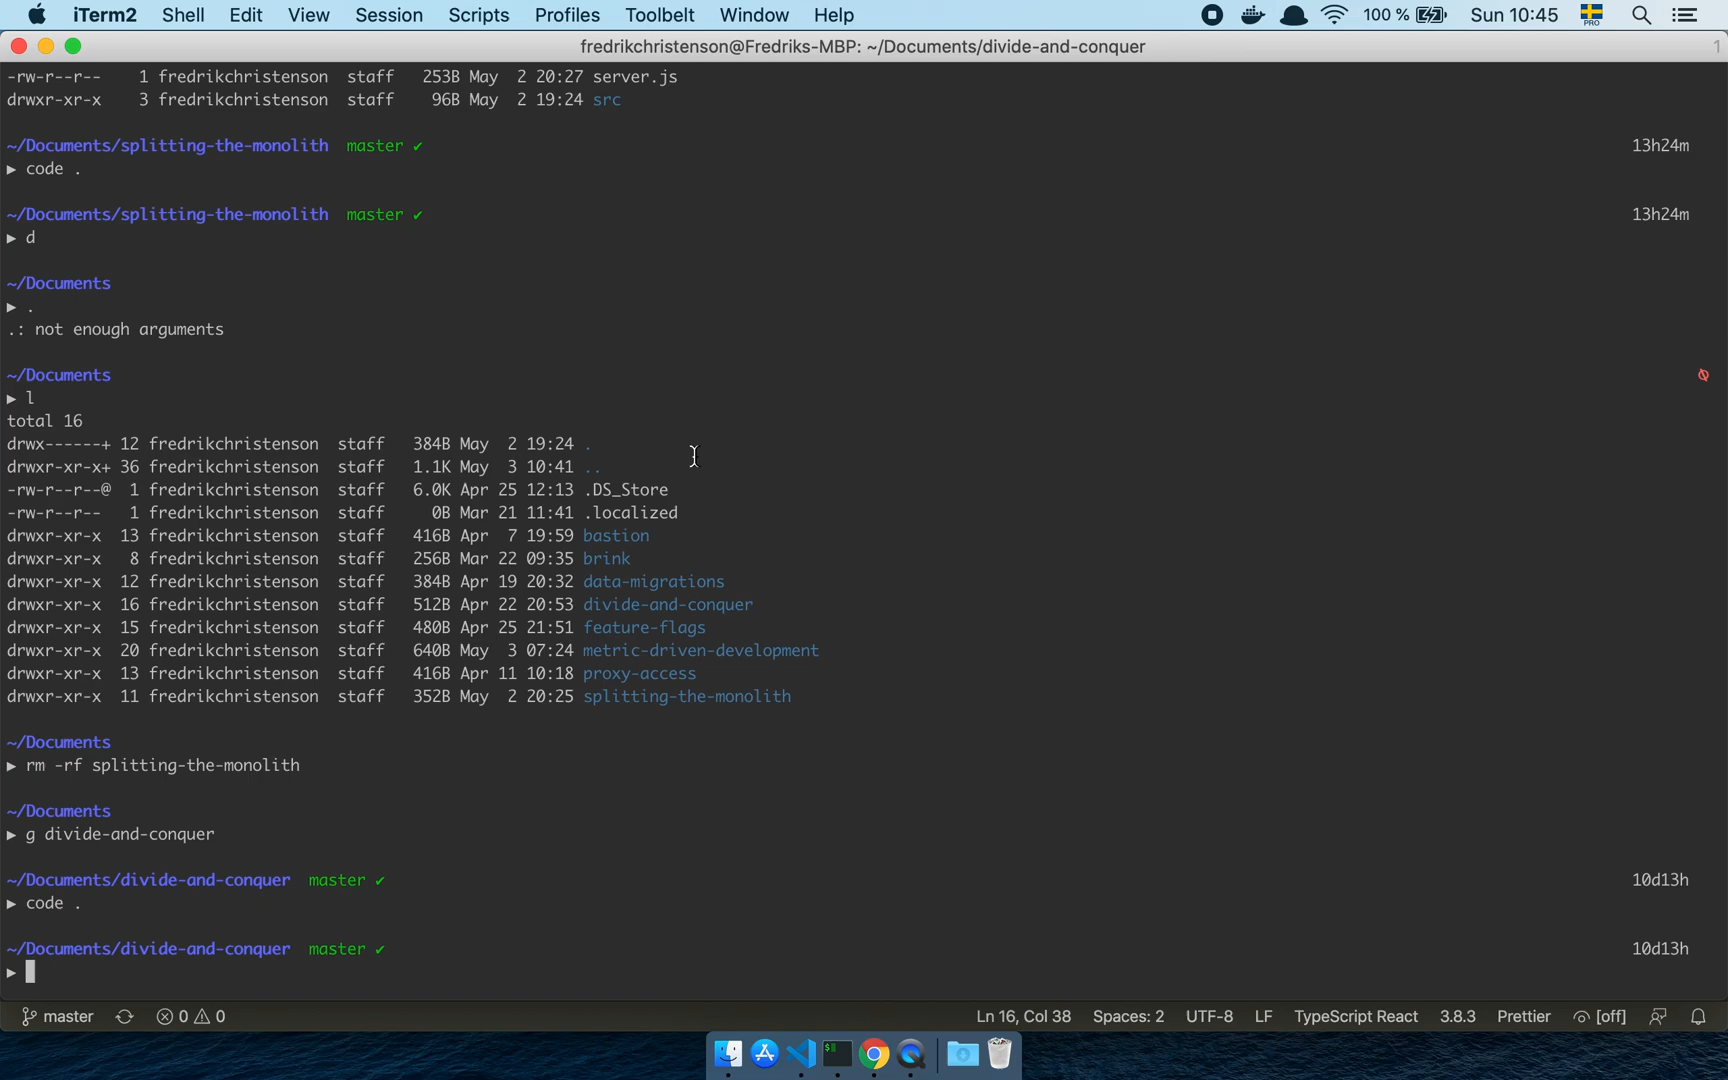 iTerm2 Shell Edit View Session Scripts Profiles Toolbelt Window Help 100 % Sun 10:45 PRO
fredrikchristenson@Fredriks-MBP: ~/Documents/divide-and-conquer 1
-rw-r--r-- 1 fredrikchristenson staff 253B May 2 20:27 server.js
drwxr-xr-x 3 fredrikchristenson staff 96B May 2 19:24 src
~/Documents/splitting-the-monolith master ✔ 13h24m
▶ code .
~/Documents/splitting-the-monolith master ✔ 13h24m
▶ d
~/Documents
▶ .
.: not enough arguments
~/Documents
▶ l
total 16
drwx------+ 12 fredrikchristenson staff 384B May 2 19:24 .
drwxr-xr-x+ 36 fredrikchristenson staff 1.1K May 3 10:41 ..
-rw-r--r--@ 1 fredrikchristenson staff 6.0K Apr 25 12:13 .DS_Store
-rw-r--r-- 1 fredrikchristenson staff 0B Mar 21 11:41 .localized
drwxr-xr-x 13 fredrikchristenson staff 416B Apr 7 19:59 bastion
drwxr-xr-x 8 fredrikchristenson staff 256B Mar 22 09:35 brink
drwxr-xr-x 12 fredrikchristenson staff 384B Apr 19 20:32 data-migrations
drwxr-xr-x 16 fredrikchristenson staff 512B Apr 22 20:53 divide-and-conquer
drwxr-xr-x 15 fredrikchristenson staff 480B Apr 25 21:51 feature-flags
drwxr-xr-x 20 fredrikchristenson staff 640B May 3 07:24 metric-driven-development
drwxr-xr-x 13 fredrikchristenson staff 416B Apr 11 10:18 proxy-access
drwxr-xr-x 11 fredrikchristenson staff 352B May 2 20:25 splitting-the-monolith
~/Documents
▶ rm -rf splitting-the-monolith
~/Documents
▶ g divide-and-conquer
~/Documents/divide-and-conquer master ✔ 10d13h
▶ code .
~/Documents/divide-and-conquer master ✔ 10d13h
▶
master 0 0 Ln 16, Col 38 Spaces: 2 UTF-8 LF TypeScript React 3.8.3 Prettier [off]
$